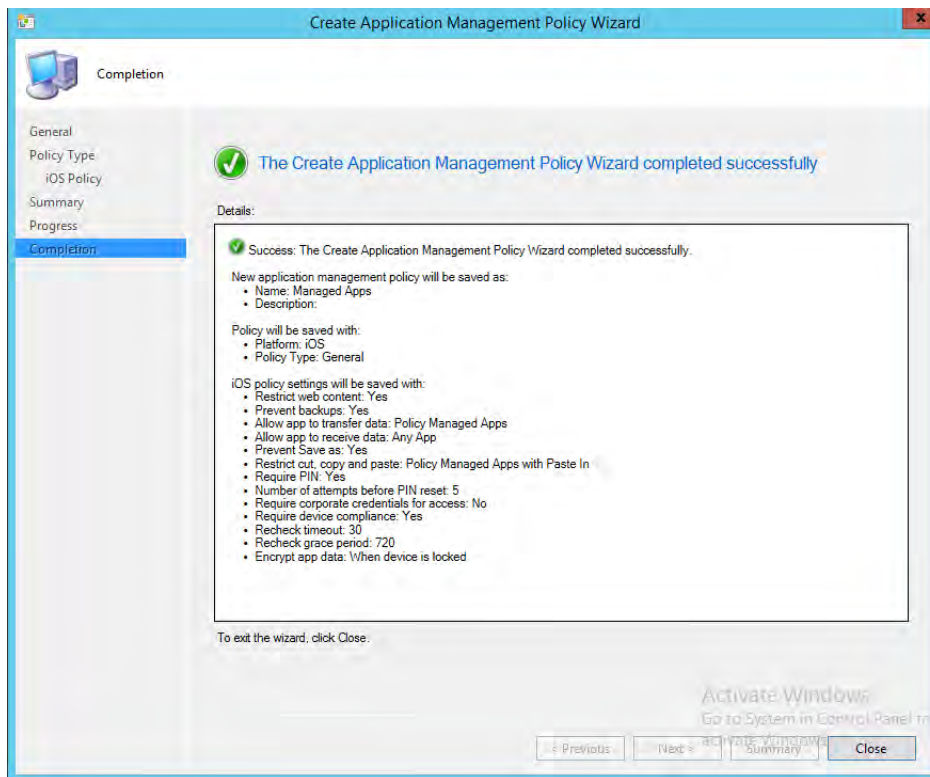 Create Application Management Policy Wizard
x
Completion
General
Policy Type
iOS Policy
Summary
Progress
Completion
The Create Application Management Policy Wizard completed successfully
Details:
Success: The Create Application Management Policy Wizard completed successfully.
New application management policy will be saved as:
• Name: Managed Apps
• Description:
Policy will be saved with:
• Platform: iOS
• Policy Type: General
iOS policy settings will be saved with:
• Restrict web content: Yes
• Prevent backups: Yes
• Allow app to transfer data: Policy Managed Apps
• Allow app to receive data: Any App
• Prevent Save as: Yes
• Restrict cut, copy and paste: Policy Managed Apps with Paste In
• Require PIN: Yes
• Number of attempts before PIN reset: 5
• Require corporate credentials for access: No
• Require device compliance: Yes
• Recheck timeout: 30
• Recheck grace period: 720
• Encrypt app data: When device is locked
To exit the wizard, click Close.
Activate Windows
Go to System in Control Panel to
activate Windows
< Previous
Next >
Summary
Close